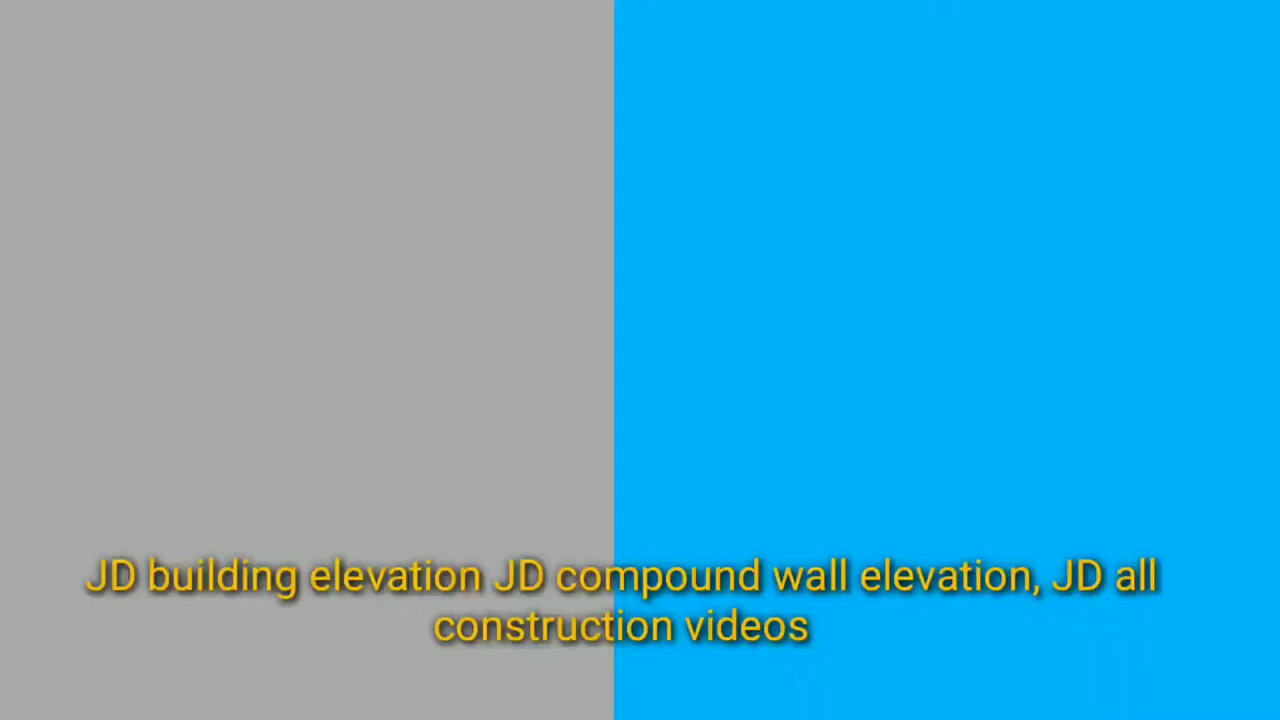 JD building elevation JD compound wall elevation, JD all
construction videos